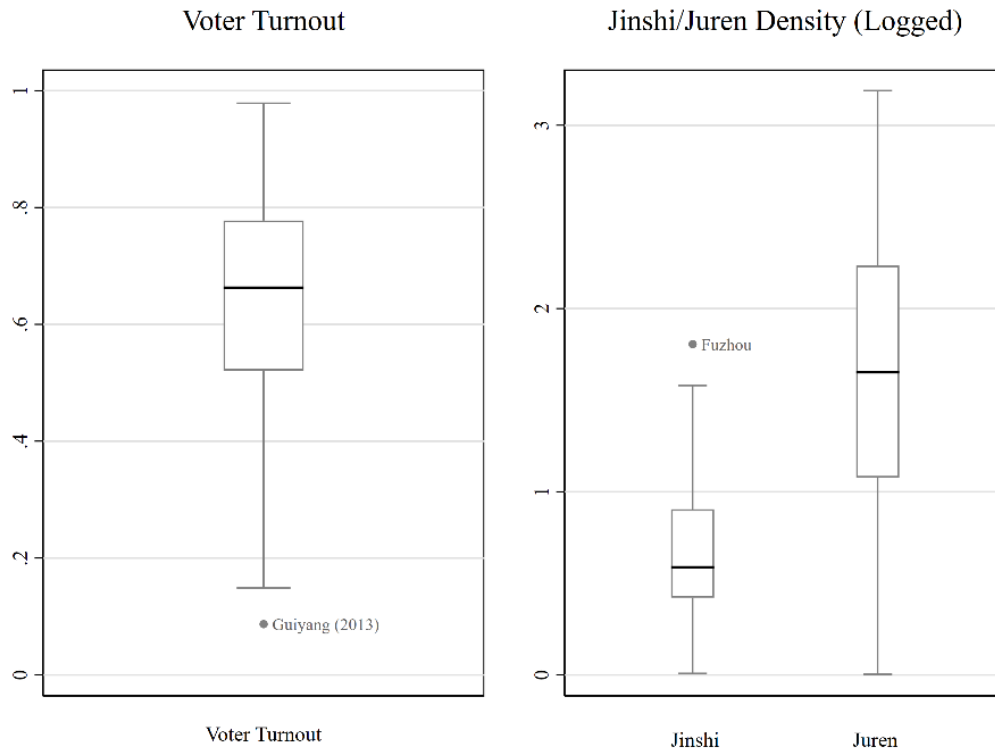 Voter Turnout
1
.8
.6
.4
.2
0
Guiyang (2013)
Voter Turnout
Jinshi/Juren Density (Logged)
3
2
1
0
Fuzhou
Jinshi
Juren